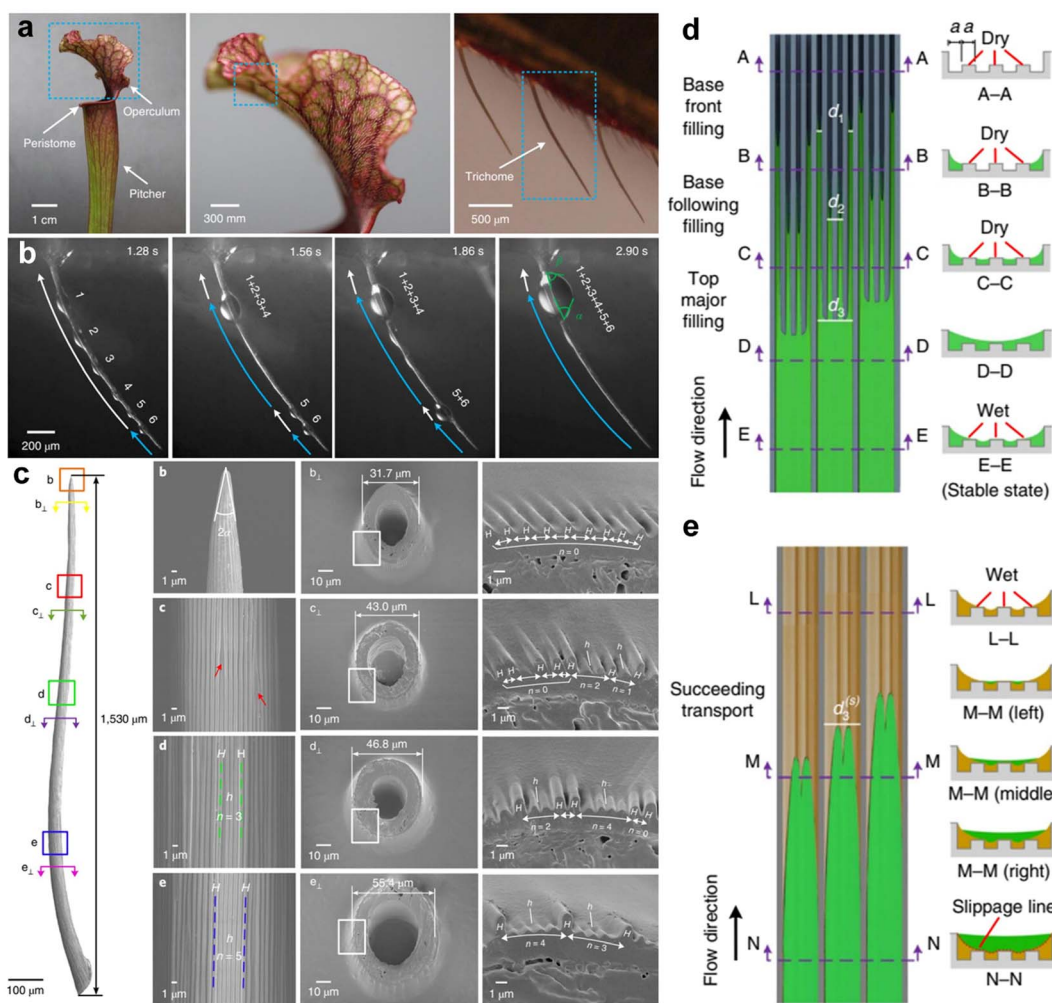 a
Operculum
Peristome
Pitcher
1 cm
300 mm
Trichome
500 μm
b
1.28 s
1
2
3
4
5
6
200 μm
1.56 s
1+2+3+4
5
6
1.86 s
1+2+3+4
5+6
2.90 s
1+2+3+4+5+6
β
α
c
b
b⊥
c
c⊥
d
d⊥
e
e⊥
1,530 μm
100 μm
b
2α
1 μm
b⊥
31.7 μm
10 μm
H H H H H H H H
n = 0
1 μm
c
1 μm
c⊥
43.0 μm
10 μm
h h
H H H H H H H
n = 0 n = 2 n = 1
1 μm
d
H H
h
n = 3
1 μm
d⊥
46.8 μm
10 μm
h h
H H H H H
n = 2 n = 4 n = 0
1 μm
e
H H
h
n = 5
1 μm
e⊥
55.4 μm
10 μm
h
h h
H H H
n = 4 n = 3
1 μm
d
A A
Base
front
filling
d1
B B
Base
following
filling
d2
C C
Top
major
filling
d3
D D
E E
Flow direction
a a
Dry
A–A
Dry
B–B
Dry
C–C
D–D
Wet
E–E
(Stable state)
e
L L
Succeeding
transport
d3(s)
M M
N N
Flow direction
Wet
L–L
M–M (left)
M–M (middle)
M–M (right)
Slippage line
N–N